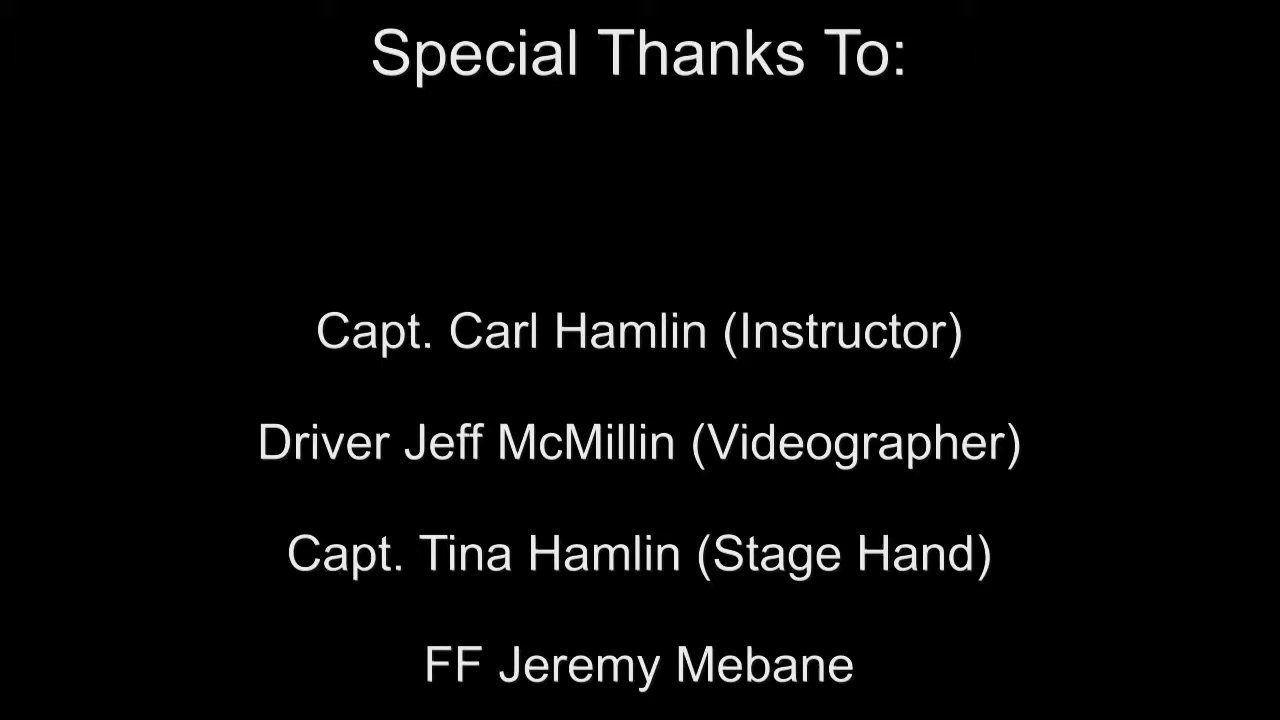 Special Thanks To:
Capt. Carl Hamlin (Instructor)
Driver Jeff McMillin (Videographer)
Capt. Tina Hamlin (Stage Hand)
FF Jeremy Mebane